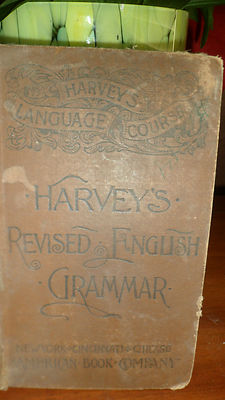 HARVEY'S
LANGUAGE COURSE
HARVEY'S
REVISED ENGLISH
GRAMMAR
NEW YORK · CINCINNATI · CHICAGO
AMERICAN · BOOK · COMPANY